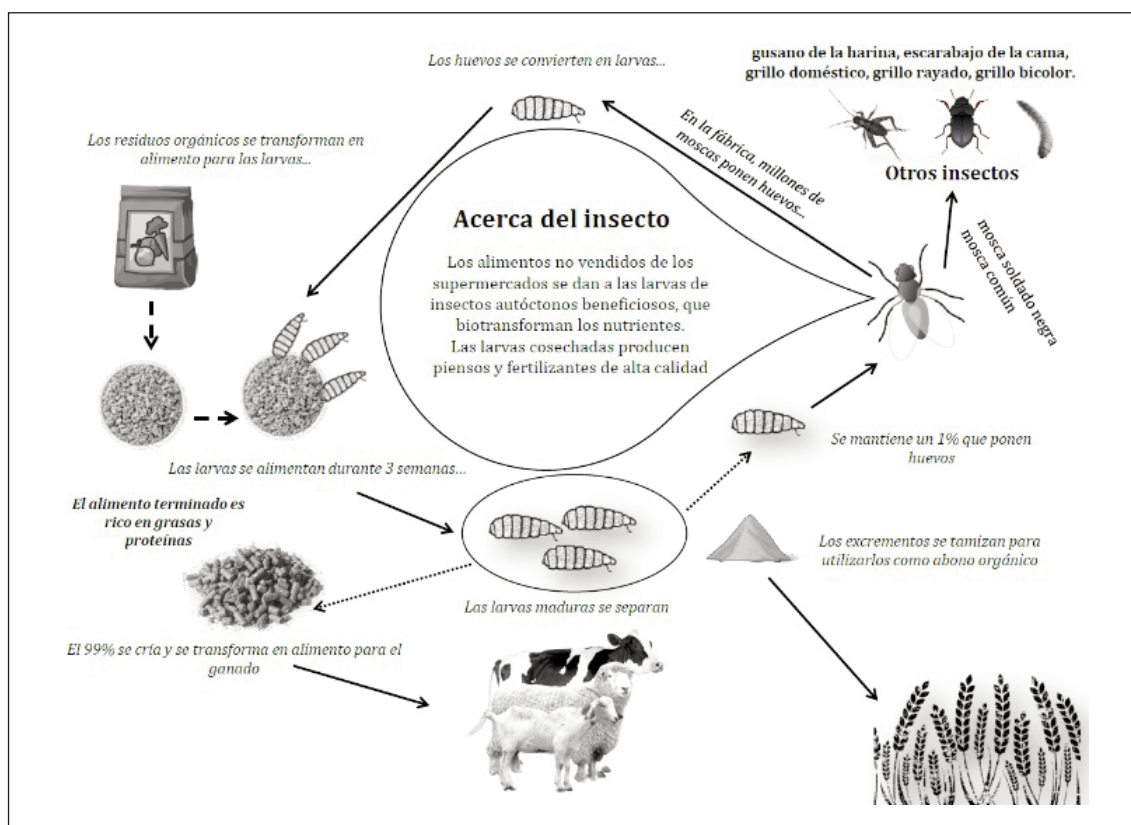 gusano de la harina, escarabajo de la cama,
grillo doméstico, grillo rayado, grillo bicolor.
Los huevos se convierten en larvas...
En la fábrica, millones de
moscas ponen huevos...
Los residuos orgánicos se transforman en
alimento para las larvas...
Otros insectos
Acerca del insecto
Los alimentos no vendidos de los
supermercados se dan a las larvas de
insectos autóctonos beneficiosos, que
biotransforman los nutrientes.
Las larvas cosechadas producen
piensos y fertilizantes de alta calidad
mosca soldado negra
mosca común
Se mantiene un 1% que ponen
huevos
Las larvas se alimentan durante 3 semanas...
El alimento terminado es
rico en grasas y
proteínas
Los excrementos se tamizan para
utilizarlos como abono orgánico
Las larvas maduras se separan
El 99% se cría y se transforma en alimento para el
ganado